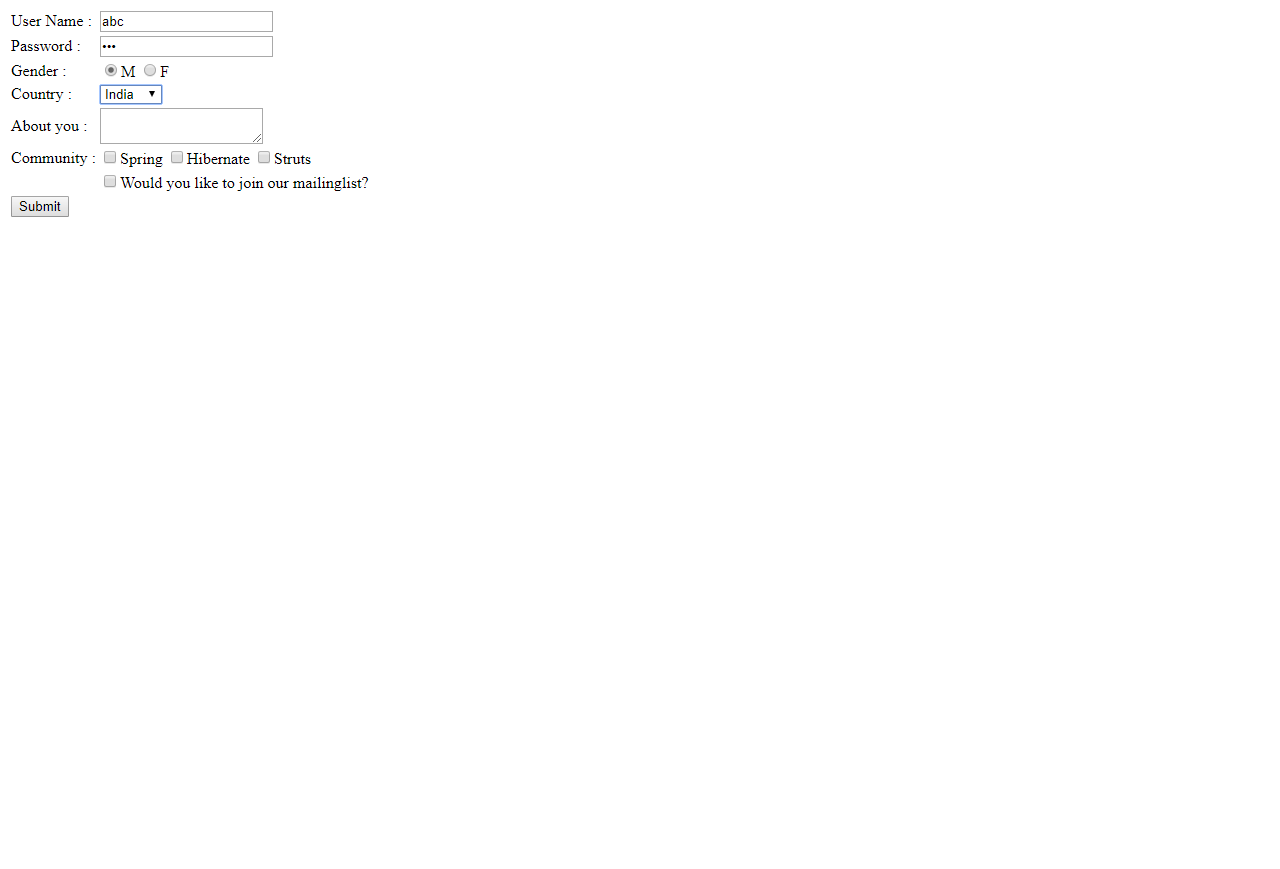 User Name : abc
Password : •••
Gender : M F
Country : India
About you :
Community : Spring Hibernate Struts
Would you like to join our mailinglist?
Submit